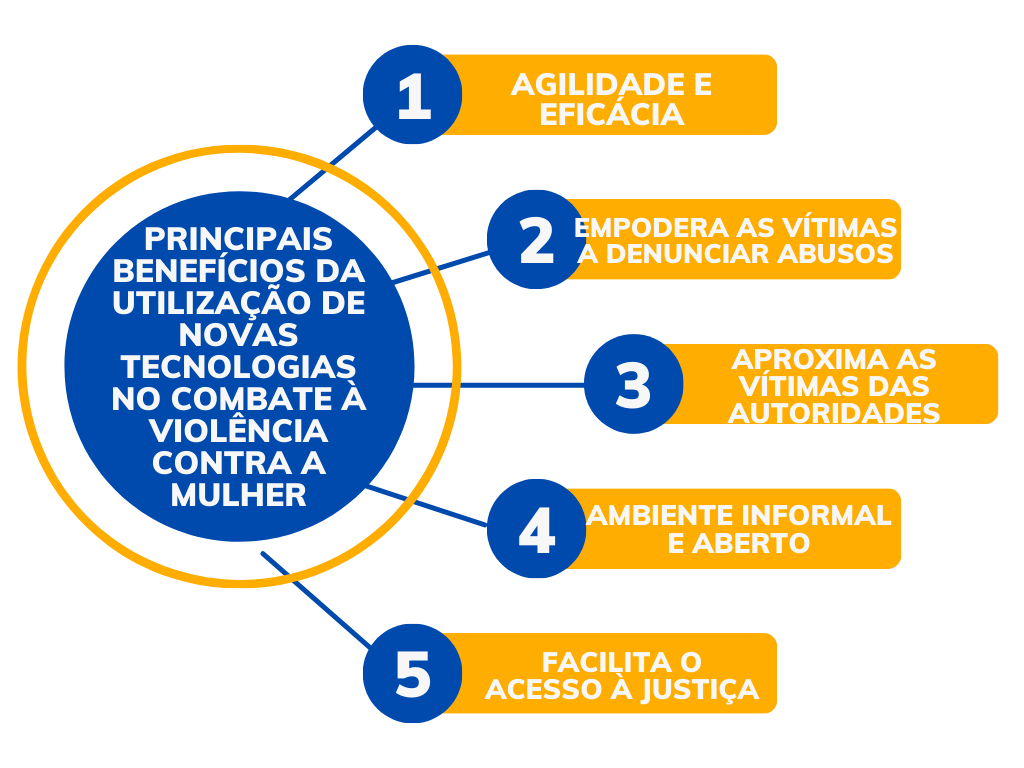 PRINCIPAIS
BENEFÍCIOS DA
UTILIZAÇÃO DE
NOVAS
TECNOLOGIAS
NO COMBATE À
VIOLÊNCIA
CONTRA A
MULHER
1
AGILIDADE E
EFICÁCIA
2
EMPODERA AS VÍTIMAS
A DENUNCIAR ABUSOS
3
APROXIMA AS
VÍTIMAS DAS
AUTORIDADES
4
AMBIENTE INFORMAL
E ABERTO
5
FACILITA O
ACESSO À JUSTIÇA